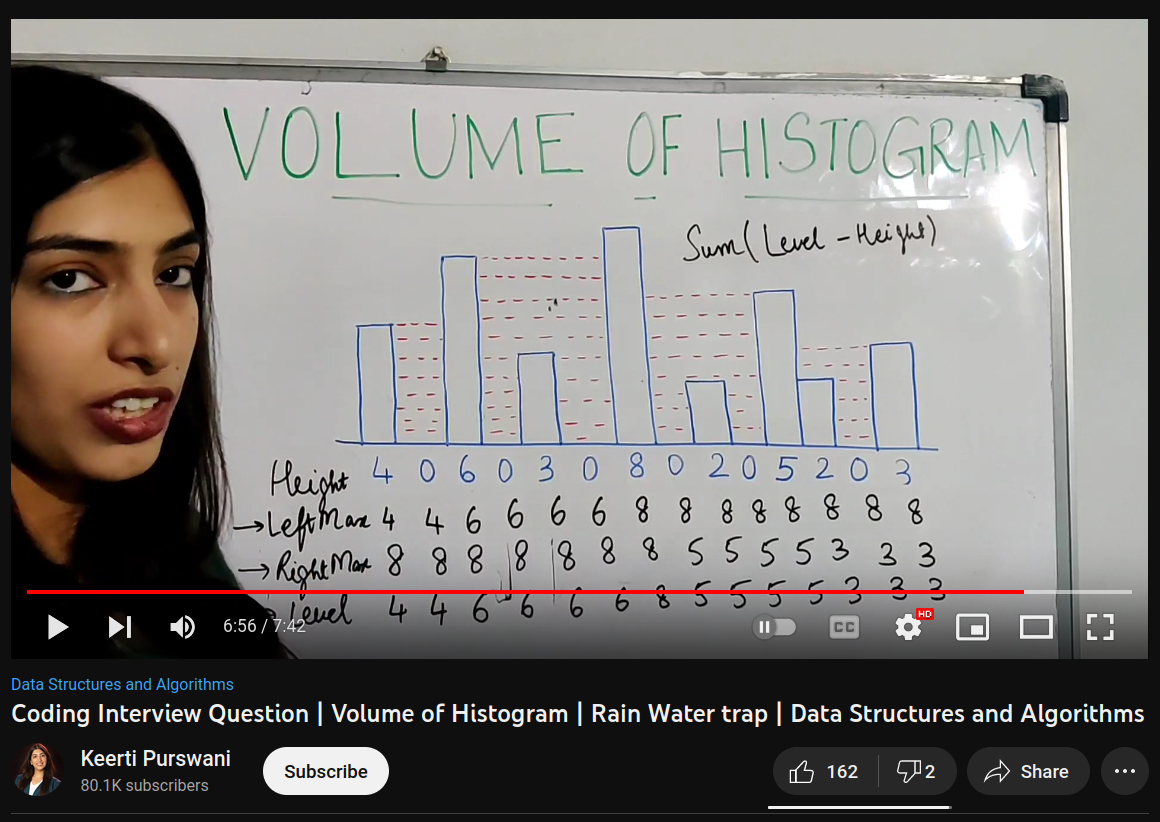 VOLUME OF HISTOGRAM
Sum(Level - Height)
Height 4 0 6 0 3 0 8 0 2 0 5 2 0 3
→ LeftMax 4 4 6 6 6 6 8 8 8 8 8 8 8 8
→ RightMax 8 8 8 8 8 8 8 5 5 5 5 3 3 3
Level 4 4 6 6 6 6 8 5 5 5 5 3 3 3
6:56 / 7:42
CC
HD
Data Structures and Algorithms
Coding Interview Question | Volume of Histogram | Rain Water trap | Data Structures and Algorithms
Keerti Purswani
80.1K subscribers
Subscribe
162
2
Share